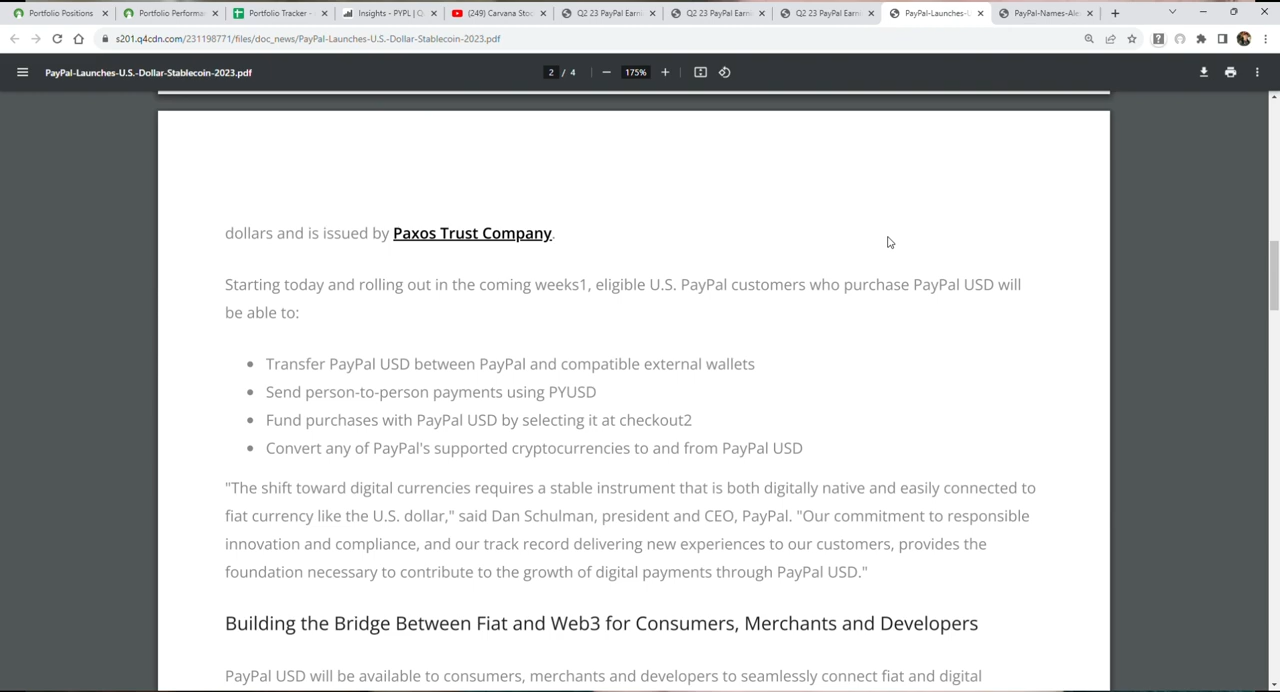 Portfolio Positions
Portfolio Performa
Portfolio Tracker -
Insights - PYPL | Q
(249) Carvana Stoc
Q2 23 PayPal Earni
Q2 23 PayPal Earni
Q2 23 PayPal Earni
PayPal-Launches-U
PayPal-Names-Ale
s201.q4cdn.com/231198771/files/doc_news/PayPal-Launches-U.S.-Dollar-Stablecoin-2023.pdf
PayPal-Launches-U.S.-Dollar-Stablecoin-2023.pdf
2 / 4
175%
dollars and is issued by Paxos Trust Company.
Starting today and rolling out in the coming weeks1, eligible U.S. PayPal customers who purchase PayPal USD will
be able to:
Transfer PayPal USD between PayPal and compatible external wallets
Send person-to-person payments using PYUSD
Fund purchases with PayPal USD by selecting it at checkout2
Convert any of PayPal's supported cryptocurrencies to and from PayPal USD
"The shift toward digital currencies requires a stable instrument that is both digitally native and easily connected to
fiat currency like the U.S. dollar," said Dan Schulman, president and CEO, PayPal. "Our commitment to responsible
innovation and compliance, and our track record delivering new experiences to our customers, provides the
foundation necessary to contribute to the growth of digital payments through PayPal USD."
Building the Bridge Between Fiat and Web3 for Consumers, Merchants and Developers
PayPal USD will be available to consumers, merchants and developers to seamlessly connect fiat and digital